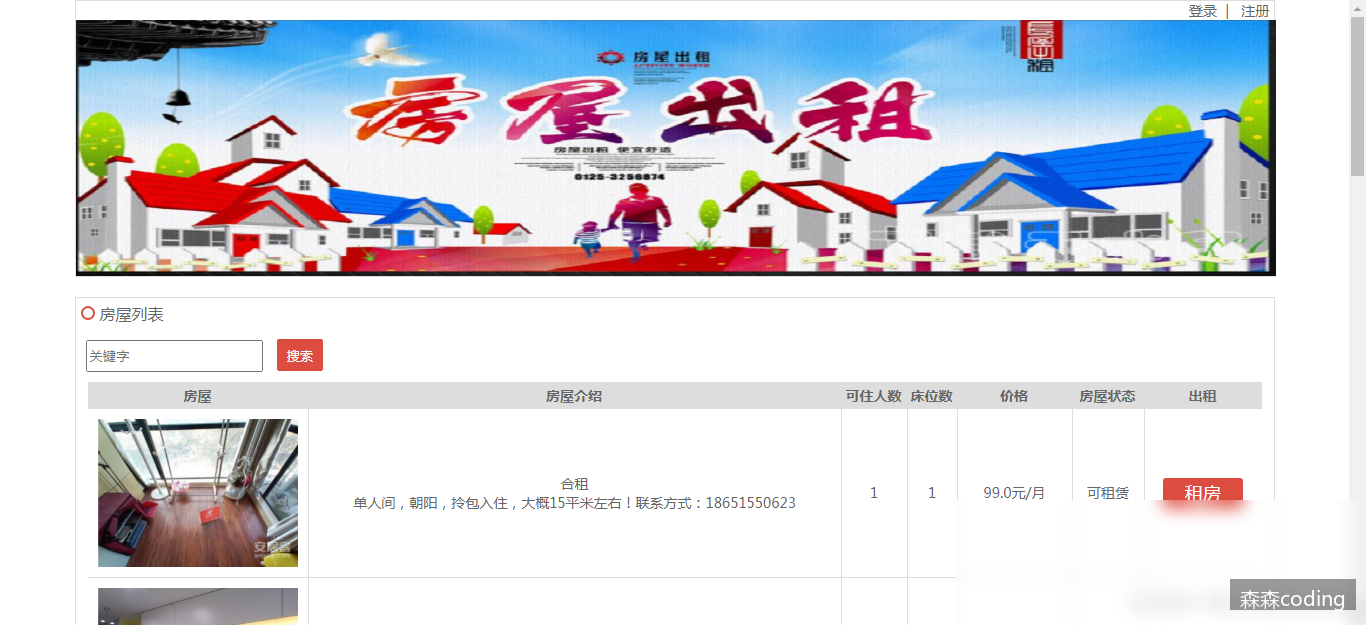 登录 | 注册
房屋出租
ACTIVITY WORTH
房屋出租
房屋出租 便宜舒适
0125-3256874
房屋列表
关键字 搜索
房屋 房屋介绍 可住人数 床位数 价格 房屋状态 出租
合租
单人间，朝阳，拎包入住，大概15平米左右！联系方式：18651550623
1 1 99.0元/月 可租赁 租房
安居客
森森coding